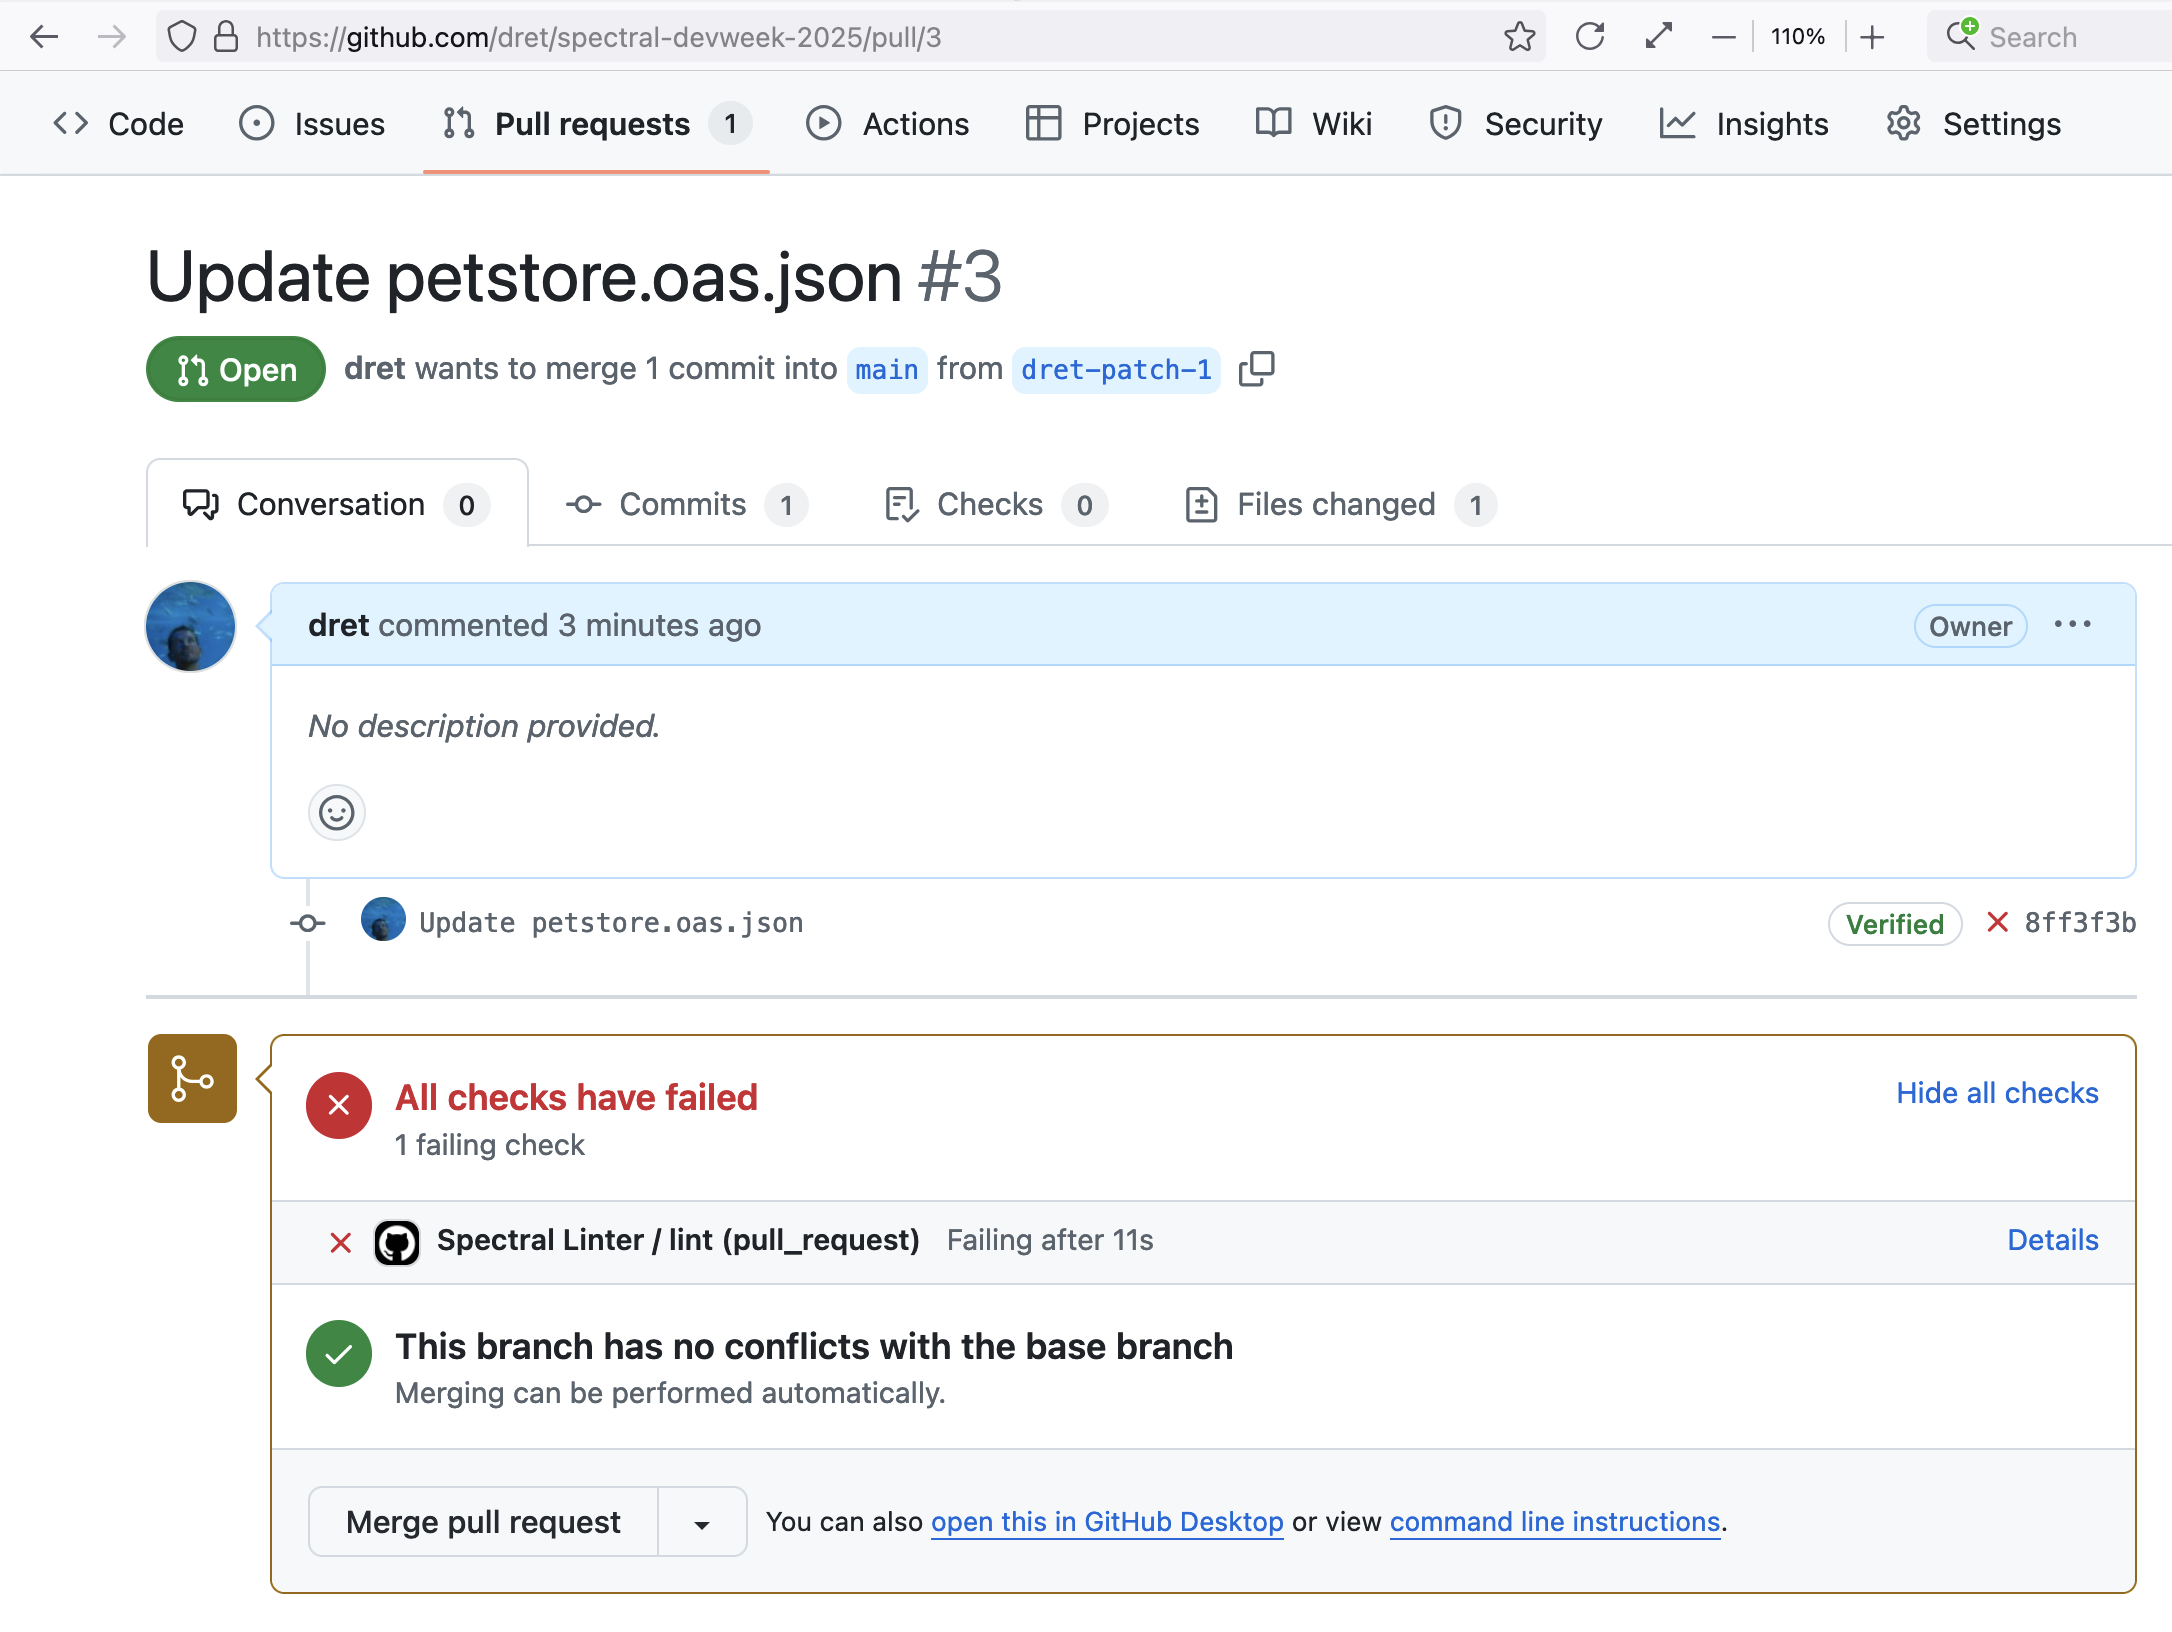 https://github.com/dret/spectral-devweek-2025/pull/3
110%
Search
Code
Issues
Pull requests 1
Actions
Projects
Wiki
Security
Insights
Settings
Update petstore.oas.json #3
Open
dret wants to merge 1 commit into main from dret-patch-1
Conversation 0
Commits 1
Checks 0
Files changed 1
dret commented 3 minutes ago
Owner
No description provided.
Update petstore.oas.json
Verified
8ff3f3b
All checks have failed
Hide all checks
1 failing check
Spectral Linter / lint (pull_request) Failing after 11s
Details
This branch has no conflicts with the base branch
Merging can be performed automatically.
Merge pull request
You can also open this in GitHub Desktop or view command line instructions.